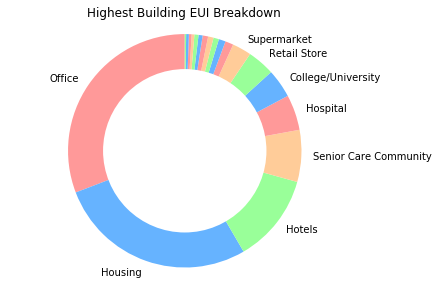 Highest Building EUI Breakdown
Supermarket
Retail Store
Office
College/University
Hospital
Senior Care Community
Hotels
Housing